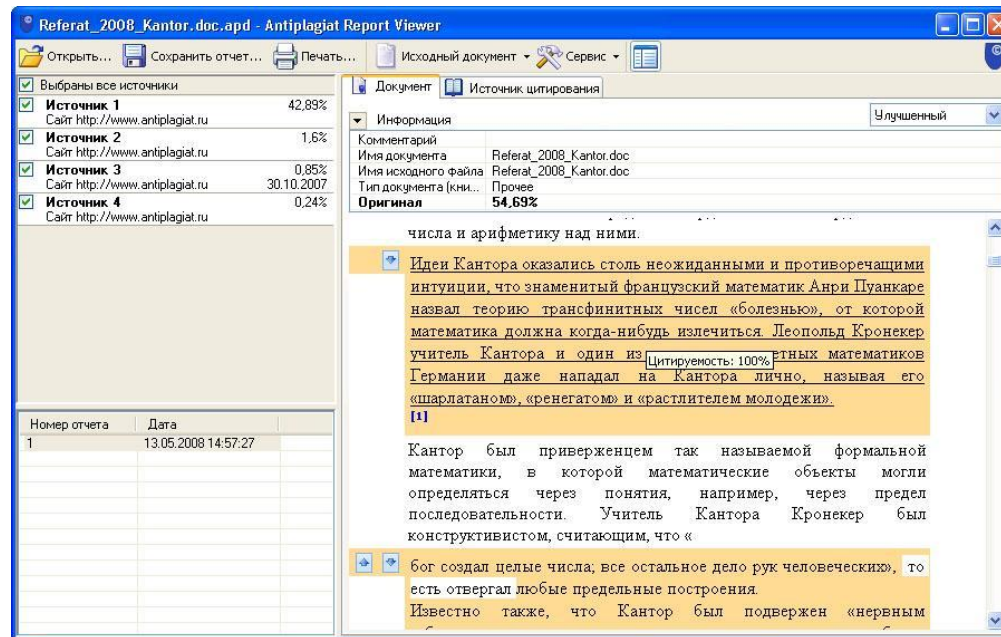 Referat_2008_Kantor.doc.apd - Antiplagiat Report Viewer
Открыть... Сохранить отчет... Печать... Исходный документ Сервис
Выбраны все источники
Источник 1 42,89%
Сайт http://www.antiplagiat.ru
Источник 2 1,6%
Сайт http://www.antiplagiat.ru
Источник 3 0,85%
Сайт http://www.antiplagiat.ru 30.10.2007
Источник 4 0,24%
Сайт http://www.antiplagiat.ru
Номер отчета Дата
1 13.05.2008 14:57:27
Документ Источник цитирования
Информация Улучшенный
Комментарий
Имя документа Referat_2008_Kantor.doc
Имя исходного файла Referat_2008_Kantor.doc
Тип документа (кни... Прочее
Оригинал 54,69%
числа и арифметику над ними.
Идеи Кантора оказались столь неожиданными и противоречащими
интуиции, что знаменитый французский математик Анри Пуанкаре
назвал теорию трансфинитных чисел «болезнью», от которой
математика должна когда-нибудь излечиться. Леопольд Кронекер
учитель Кантора и один из етных математиков
Цитируемость: 100%
Германии даже нападал на Кантора лично, называя его
«шарлатаном», «ренегатом» и «растлителем молодежи».
[1]
Кантор был приверженцем так называемой формальной
математики, в которой математические объекты могли
определяться через понятия, например, через предел
последовательности. Учитель Кантора Кронекер был
конструктивистом, считающим, что «
бог создал целые числа; все остальное дело рук человеческих», то
есть отвергал любые предельные построения.
Известно также, что Кантор был подвержен «нервным